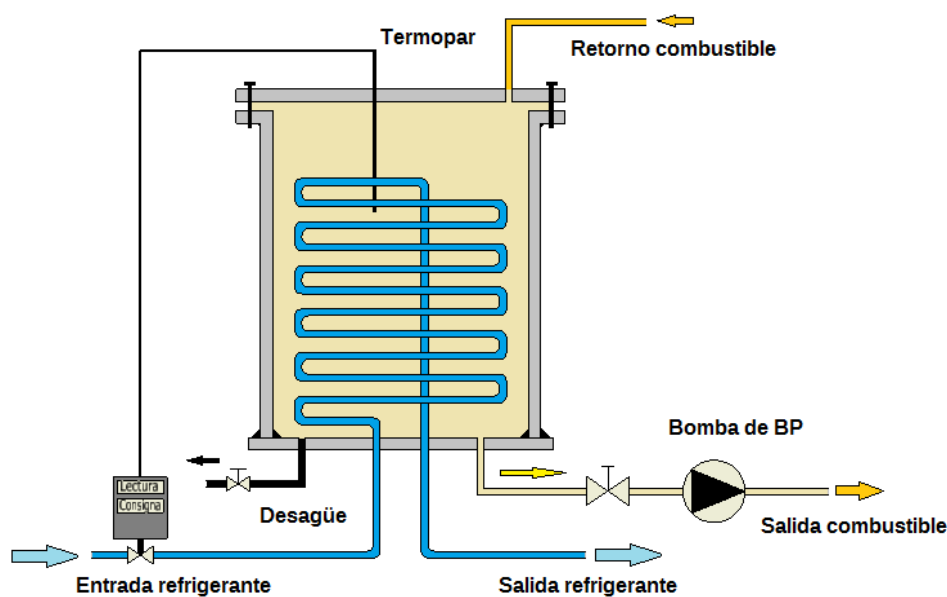 Termopar
Retorno combustible
Bomba de BP
Lectura
Consigna
Desagüe
Salida combustible
Entrada refrigerante
Salida refrigerante